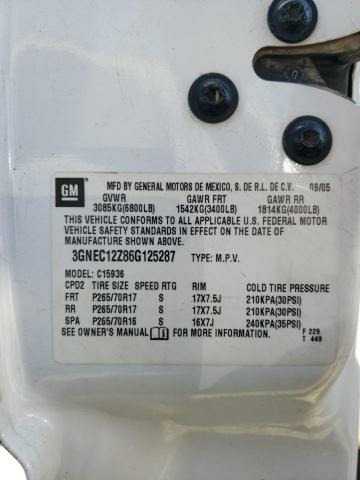 GM
MFD BY GENERAL MOTORS DE MEXICO, S. DE R.L. DE C.V. 09/05
GVWR GAWR FRT GAWR RR
3085KG(6800LB) 1542KG(3400LB) 1814KG(4000LB)
THIS VEHICLE CONFORMS TO ALL APPLICABLE U.S. FEDERAL MOTOR
VEHICLE SAFETY STANDARDS IN EFFECT ON THE DATE OF
MANUFACTURE SHOWN ABOVE.
3GNEC12Z86G125287 TYPE: M.P.V.
MODEL: C15936
CPD2 TIRE SIZE SPEED RTG RIM COLD TIRE PRESSURE
FRT P265/70R17 S 17X7.5J 210KPA(30PSI)
RR P265/70R17 S 17X7.5J 210KPA(30PSI)
SPA P265/70R16 S 16X7J 240KPA(35PSI)
SEE OWNER'S MANUAL FOR MORE INFORMATION. F 229
T 449